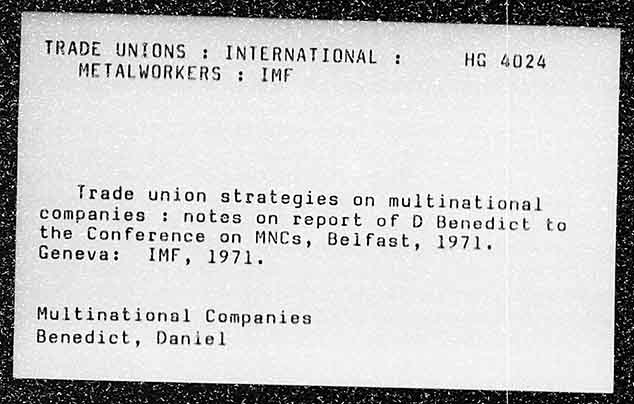 TRADE UNIONS : INTERNATIONAL : HG 4024
METALWORKERS : IMF
Trade union strategies on multinational
companies : notes on report of D Benedict to
the Conference on MNCs, Belfast, 1971.
Geneva: IMF, 1971.
Multinational Companies
Benedict, Daniel